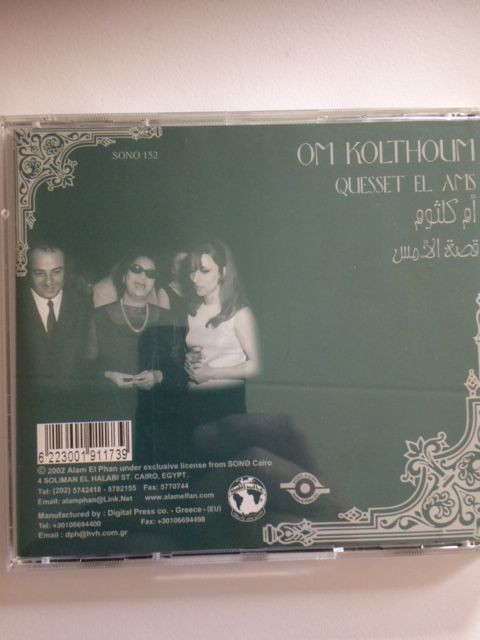 SONO 152
OM KOLTHOUM
QUESSET EL AMS
أم كلثوم
قصة الأمس
6 223001 911739
© 2002 Alam El Phan under exclusive license from SONO Cairo
4 SOLIMAN EL HALABI ST. CAIRO, EGYPT.
Tel: (202) 5742418 - 5782155 Fax: 5770744
Email: alamphan@Link.Net www.alamelfan.com
Manufactured by : Digital Press co. - Greece - (EU)
Tel: +30106694400 Fax: +30106694498
Email : dph@hvh.com.gr